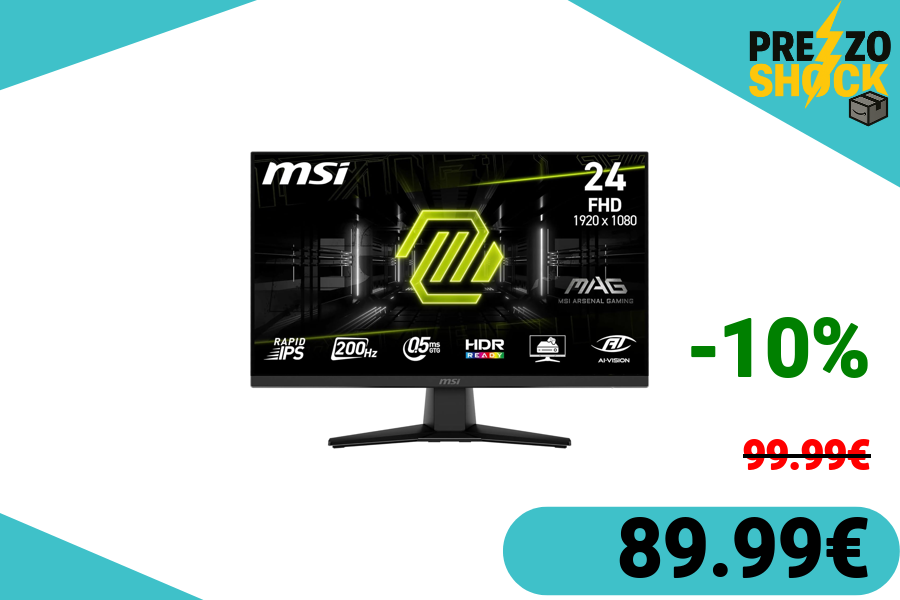 PREZZO
SHOCK
msi
24
FHD
1920 x 1080
MAG
MSI ARSENAL GAMING
RAPID
IPS
200Hz
0.5ms
GTG
HDR
READY
AI
AI-VISION
msi
-10%
99.99€
89.99€